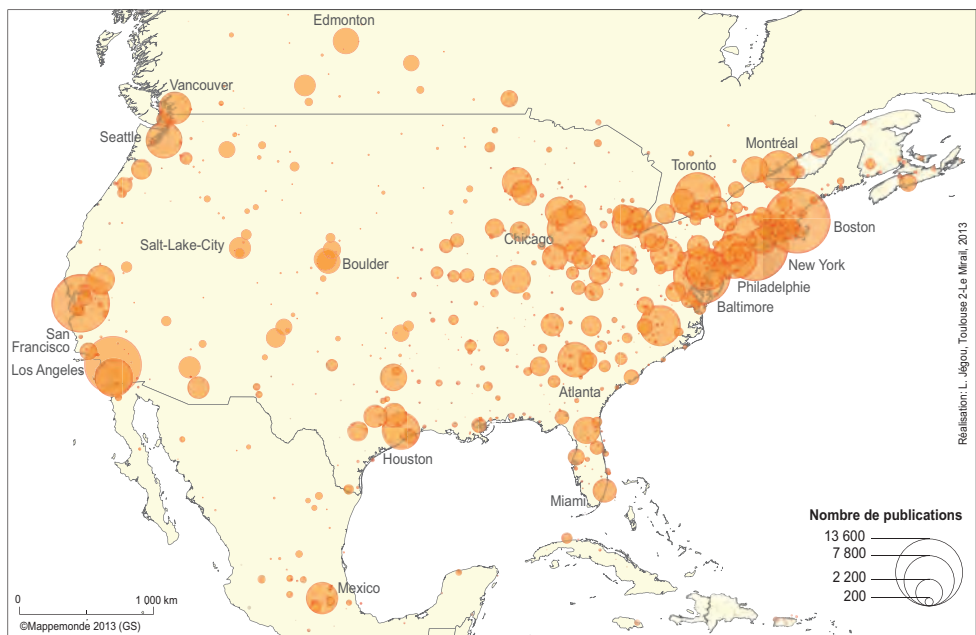 Edmonton
Vancouver
Seattle
Montréal
Toronto
Boston
Salt-Lake-City
Chicago
Boulder
New York
Philadelphie
Baltimore
San
Francisco
Los Angeles
Atlanta
Houston
Miami
Mexico
Réalisation: L. Jégou, Toulouse 2-Le Mirail, 2013
Nombre de publications
13 600
7 800
2 200
200
0 1 000 km
©Mappemonde 2013 (GS)